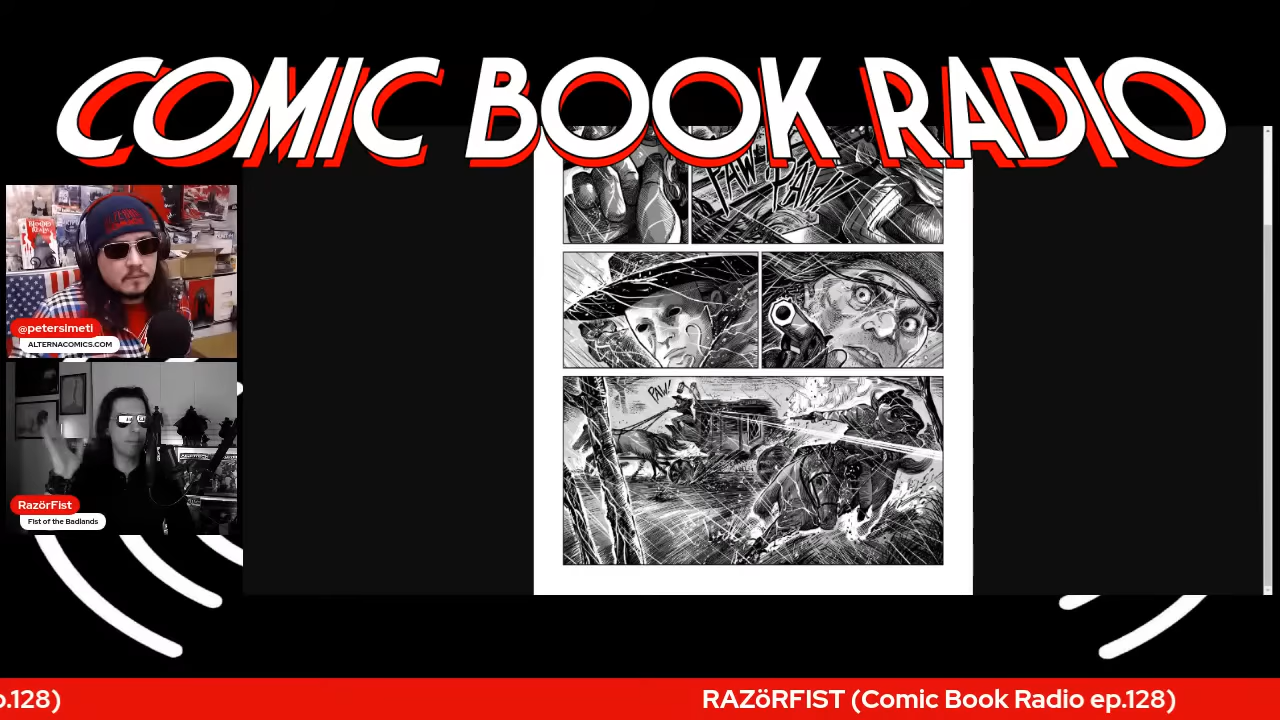 COMIC BOOK RADIO
PAW! PAW!
@petersimeti
ALTERNACOMICS.COM
PAW!
RazörFist
Fist of the Badlands
p.128)
RAZöRFIST (Comic Book Radio ep.128)